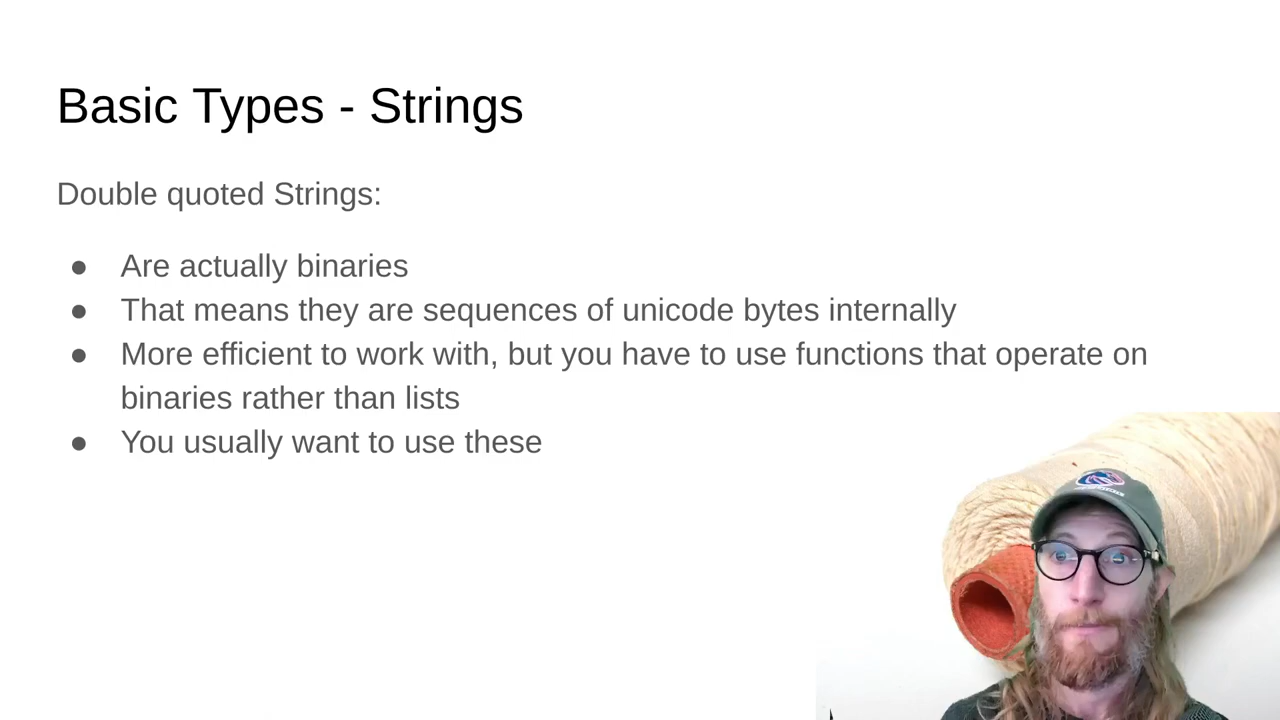 Basic Types - Strings
Double quoted Strings:
● Are actually binaries
● That means they are sequences of unicode bytes internally
● More efficient to work with, but you have to use functions that operate on
binaries rather than lists
● You usually want to use these